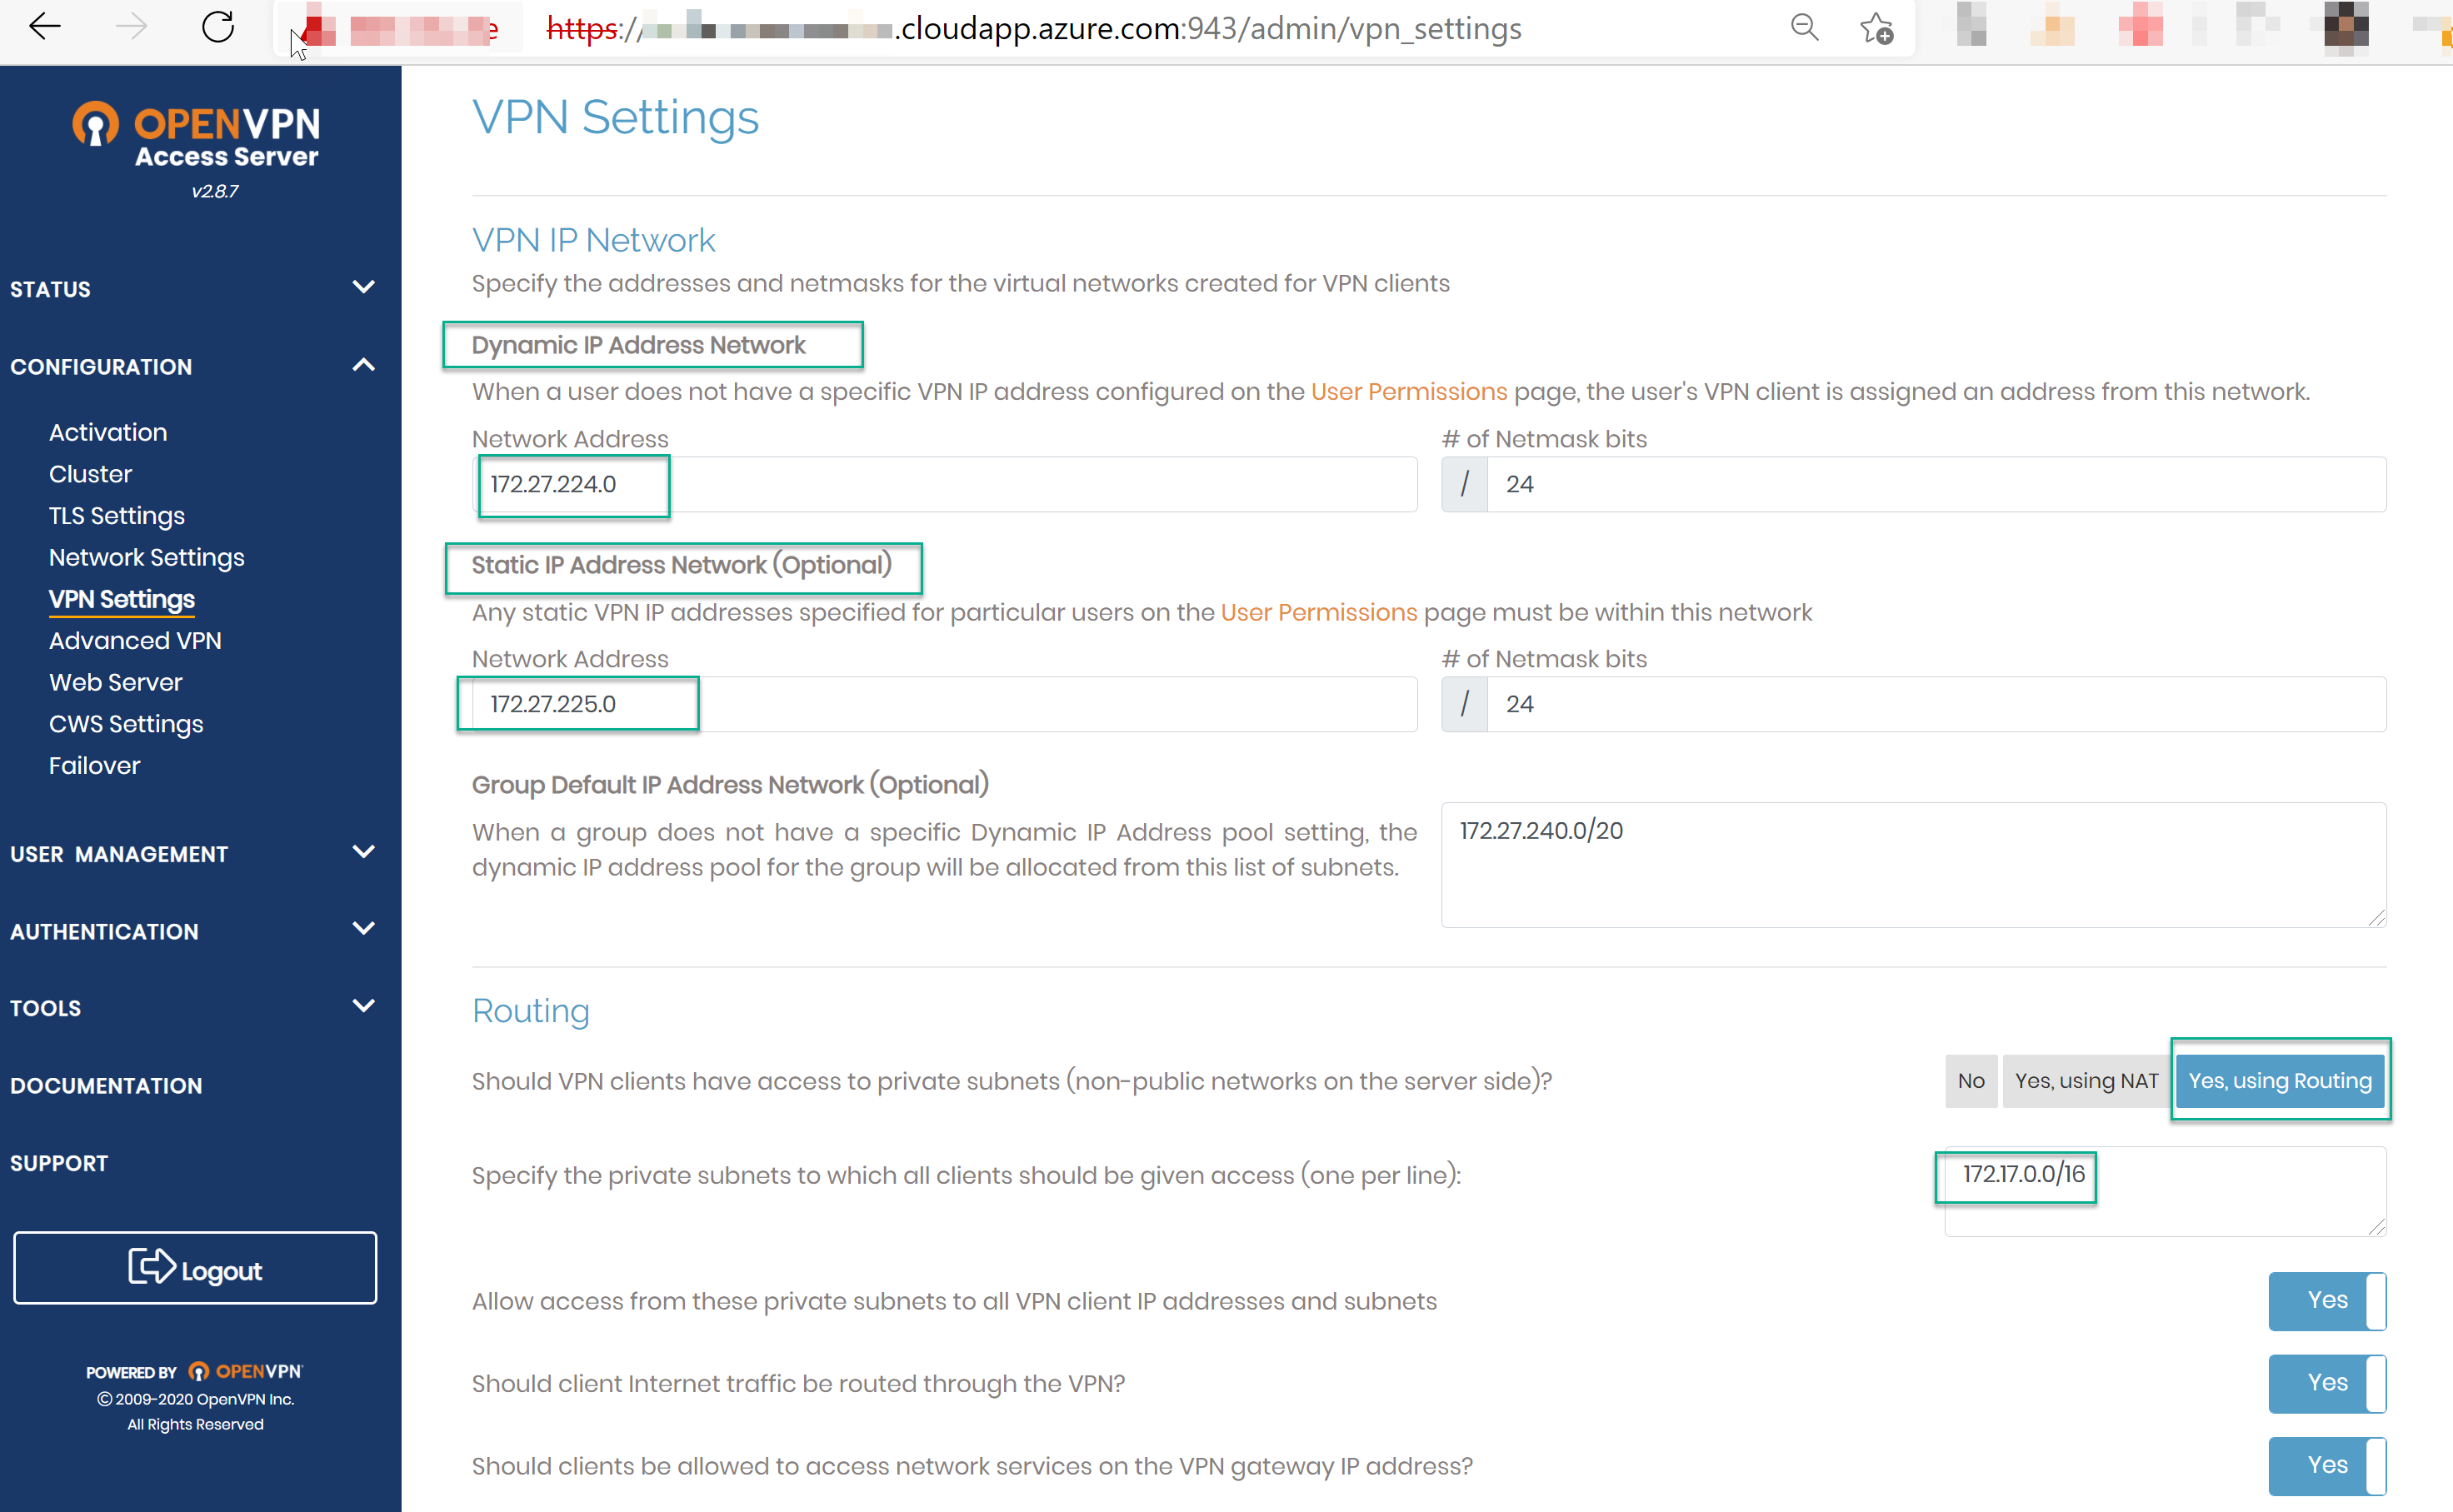 https://
.cloudapp.azure.com:943/admin/vpn_settings
OPENVPN
Access Server
v2.8.7
STATUS
CONFIGURATION
Activation
Cluster
TLS Settings
Network Settings
VPN Settings
Advanced VPN
Web Server
CWS Settings
Failover
USER MANAGEMENT
AUTHENTICATION
TOOLS
DOCUMENTATION
SUPPORT
Logout
POWERED BY OPENVPN
© 2009-2020 OpenVPN Inc.
All Rights Reserved
VPN Settings
VPN IP Network
Specify the addresses and netmasks for the virtual networks created for VPN clients
Dynamic IP Address Network
When a user does not have a specific VPN IP address configured on the User Permissions page, the user's VPN client is assigned an address from this network.
Network Address
# of Netmask bits
172.27.224.0
/ 24
Static IP Address Network (Optional)
Any static VPN IP addresses specified for particular users on the User Permissions page must be within this network
Network Address
# of Netmask bits
172.27.225.0
/ 24
Group Default IP Address Network (Optional)
When a group does not have a specific Dynamic IP Address pool setting, the
dynamic IP address pool for the group will be allocated from this list of subnets.
172.27.240.0/20
Routing
Should VPN clients have access to private subnets (non-public networks on the server side)?
No
Yes, using NAT
Yes, using Routing
Specify the private subnets to which all clients should be given access (one per line):
172.17.0.0/16
Allow access from these private subnets to all VPN client IP addresses and subnets
Yes
Should client Internet traffic be routed through the VPN?
Yes
Should clients be allowed to access network services on the VPN gateway IP address?
Yes